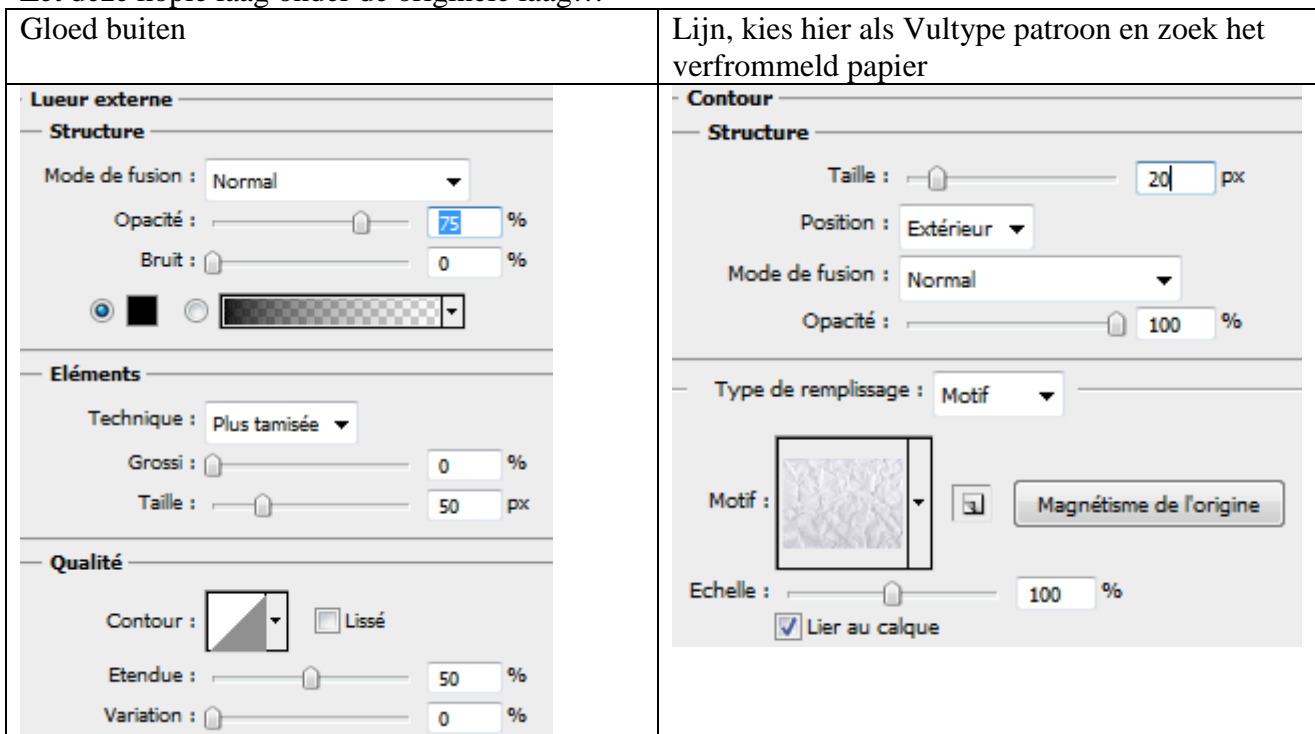 Gloed buiten
Lijn, kies hier als Vultype patroon en zoek het
verfrommeld papier
Lueur externe
Structure
Mode de fusion : Normal
Opacité : 75 %
Bruit : 0 %
Eléments
Technique : Plus tamisée
Grossi : 0 %
Taille : 50 px
Qualité
Contour : Lissé
Etendue : 50 %
Variation : 0 %
Contour
Structure
Taille : 20 px
Position : Extérieur
Mode de fusion : Normal
Opacité : 100 %
Type de remplissage : Motif
Motif : Magnétisme de l'origine
Echelle : 100 %
Lier au calque